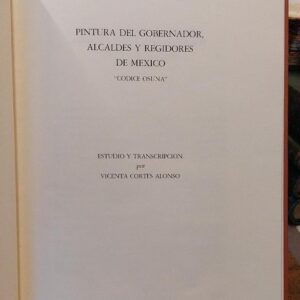 PINTURA DEL GOBERNADOR,
ALCALDES Y REGIDORES
DE MEXICO
"CODICE OSUNA"
ESTUDIO Y TRANSCRIPCION
por
VICENTA CORTES ALONSO